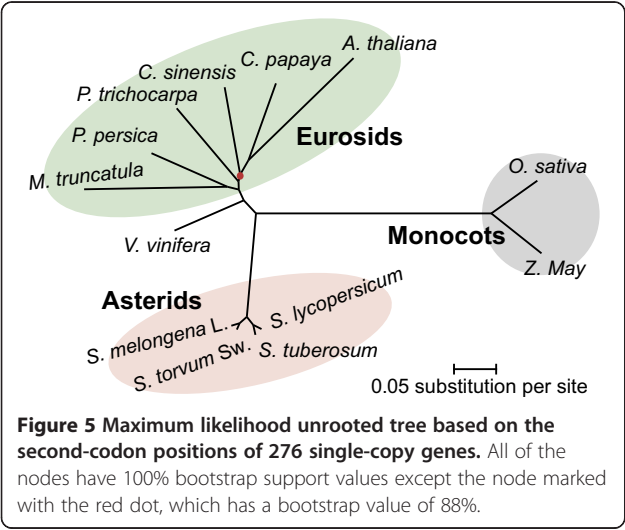 A. thaliana
C. papaya
C. sinensis
P. trichocarpa
Eurosids
P. persica
M. truncatula
O. sativa
V. vinifera
Monocots
Z. May
Asterids
S. lycopersicum
S. melongena L.
S. tuberosum
S. torvum Sw.
0.05 substitution per site
Figure 5 Maximum likelihood unrooted tree based on the
second-codon positions of 276 single-copy genes. All of the
nodes have 100% bootstrap support values except the node marked
with the red dot, which has a bootstrap value of 88%.